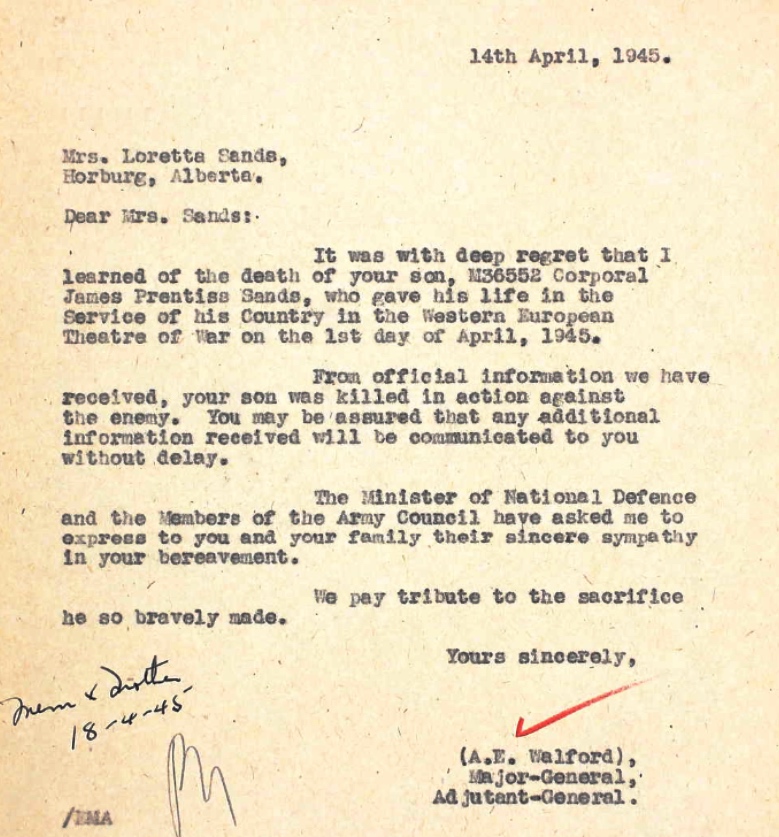 14th April, 1945.
Mrs. Loretta Sands,
Horburg, Alberta.
Dear Mrs. Sands:
It was with deep regret that I
learned of the death of your son, M36552 Corporal
James Prentiss Sands, who gave his life in the
Service of his Country in the Western European
Theatre of War on the 1st day of April, 1945.
From official information we have
received, your son was killed in action against
the enemy. You may be assured that any additional
information received will be communicated to you
without delay.
The Minister of National Defence
and the Members of the Army Council have asked me to
express to you and your family their sincere sympathy
in your bereavement.
We pay tribute to the sacrifice
he so bravely made.
Yours sincerely,
Mem x Mother
18-4-45
(A.E. Walford),
Major-General,
Adjutant-General.